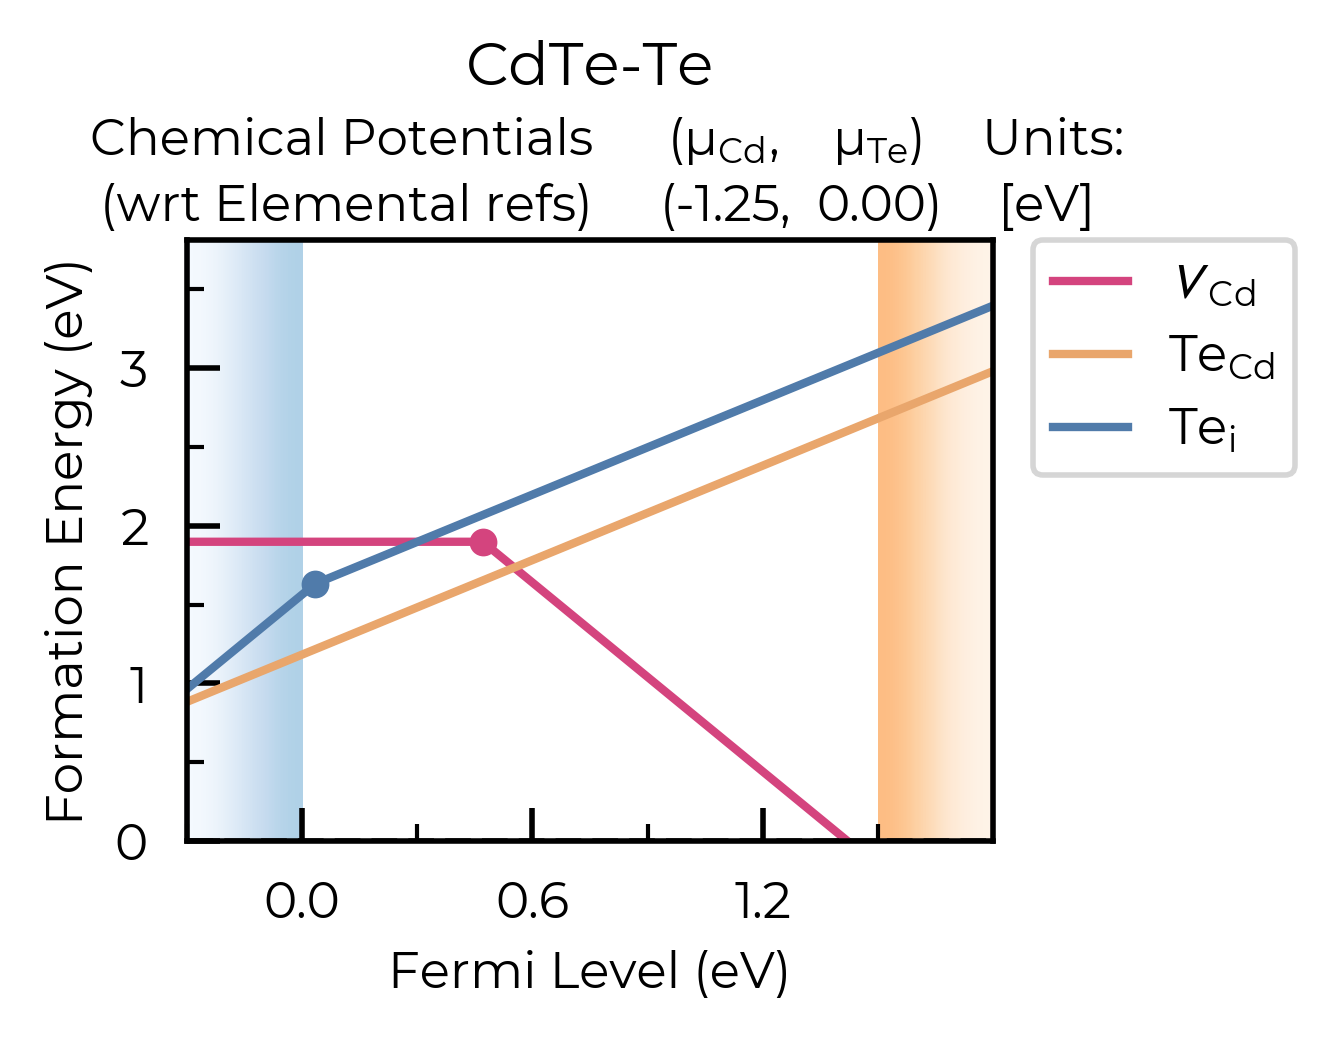 CdTe-Te
Chemical Potentials (μCd, μTe) Units:
(wrt Elemental refs) (-1.25, 0.00) [eV]
Formation Energy (eV)
3
2
1
0
0.0 0.6 1.2
Fermi Level (eV)
VCd
TeCd
Tei